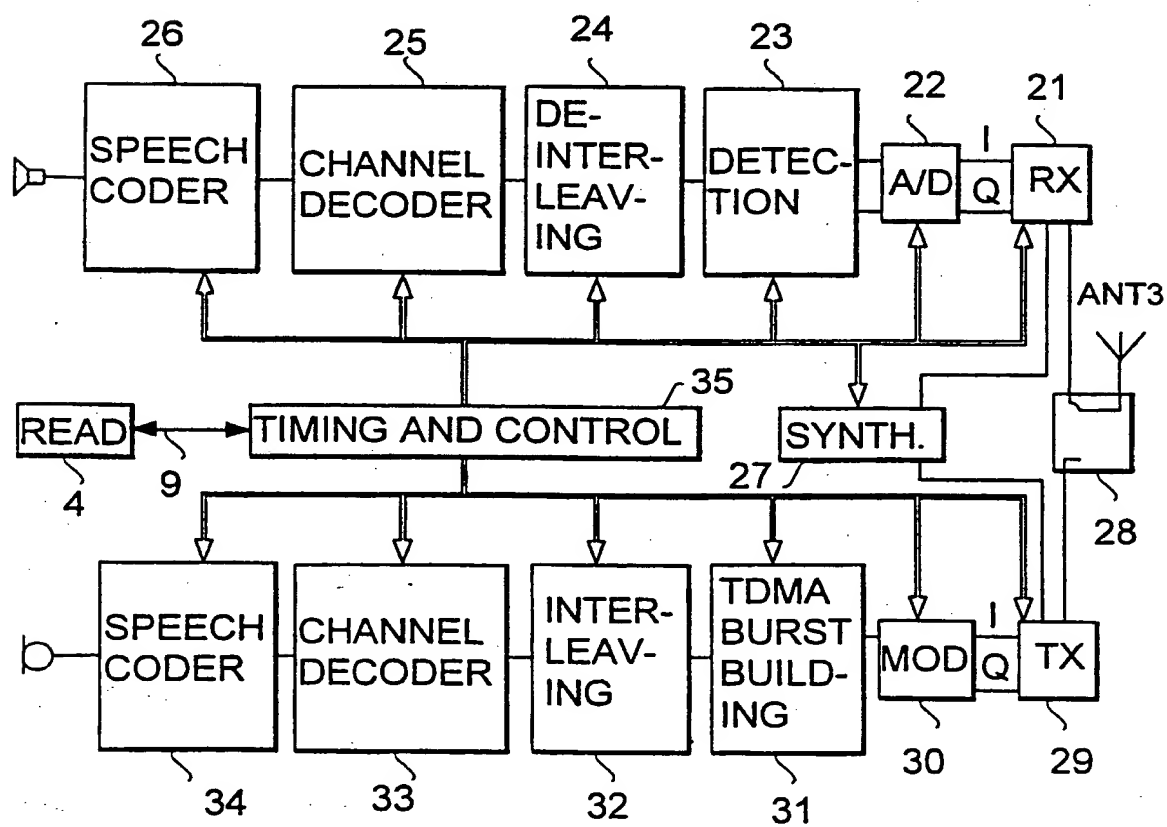 26
25
24
23
22
21
SPEECH
CODER
CHANNEL
DECODER
DE-
INTER-
LEAV-
ING
DETEC-
TION
A/D
I
Q
RX
ANT3
35
READ
TIMING AND CONTROL
SYNTH.
4
9
27
28
SPEECH
CODER
CHANNEL
DECODER
INTER-
LEAV-
ING
TDMA
BURST
BUILD-
ING
MOD
I
Q
TX
34
33
32
31
30
29